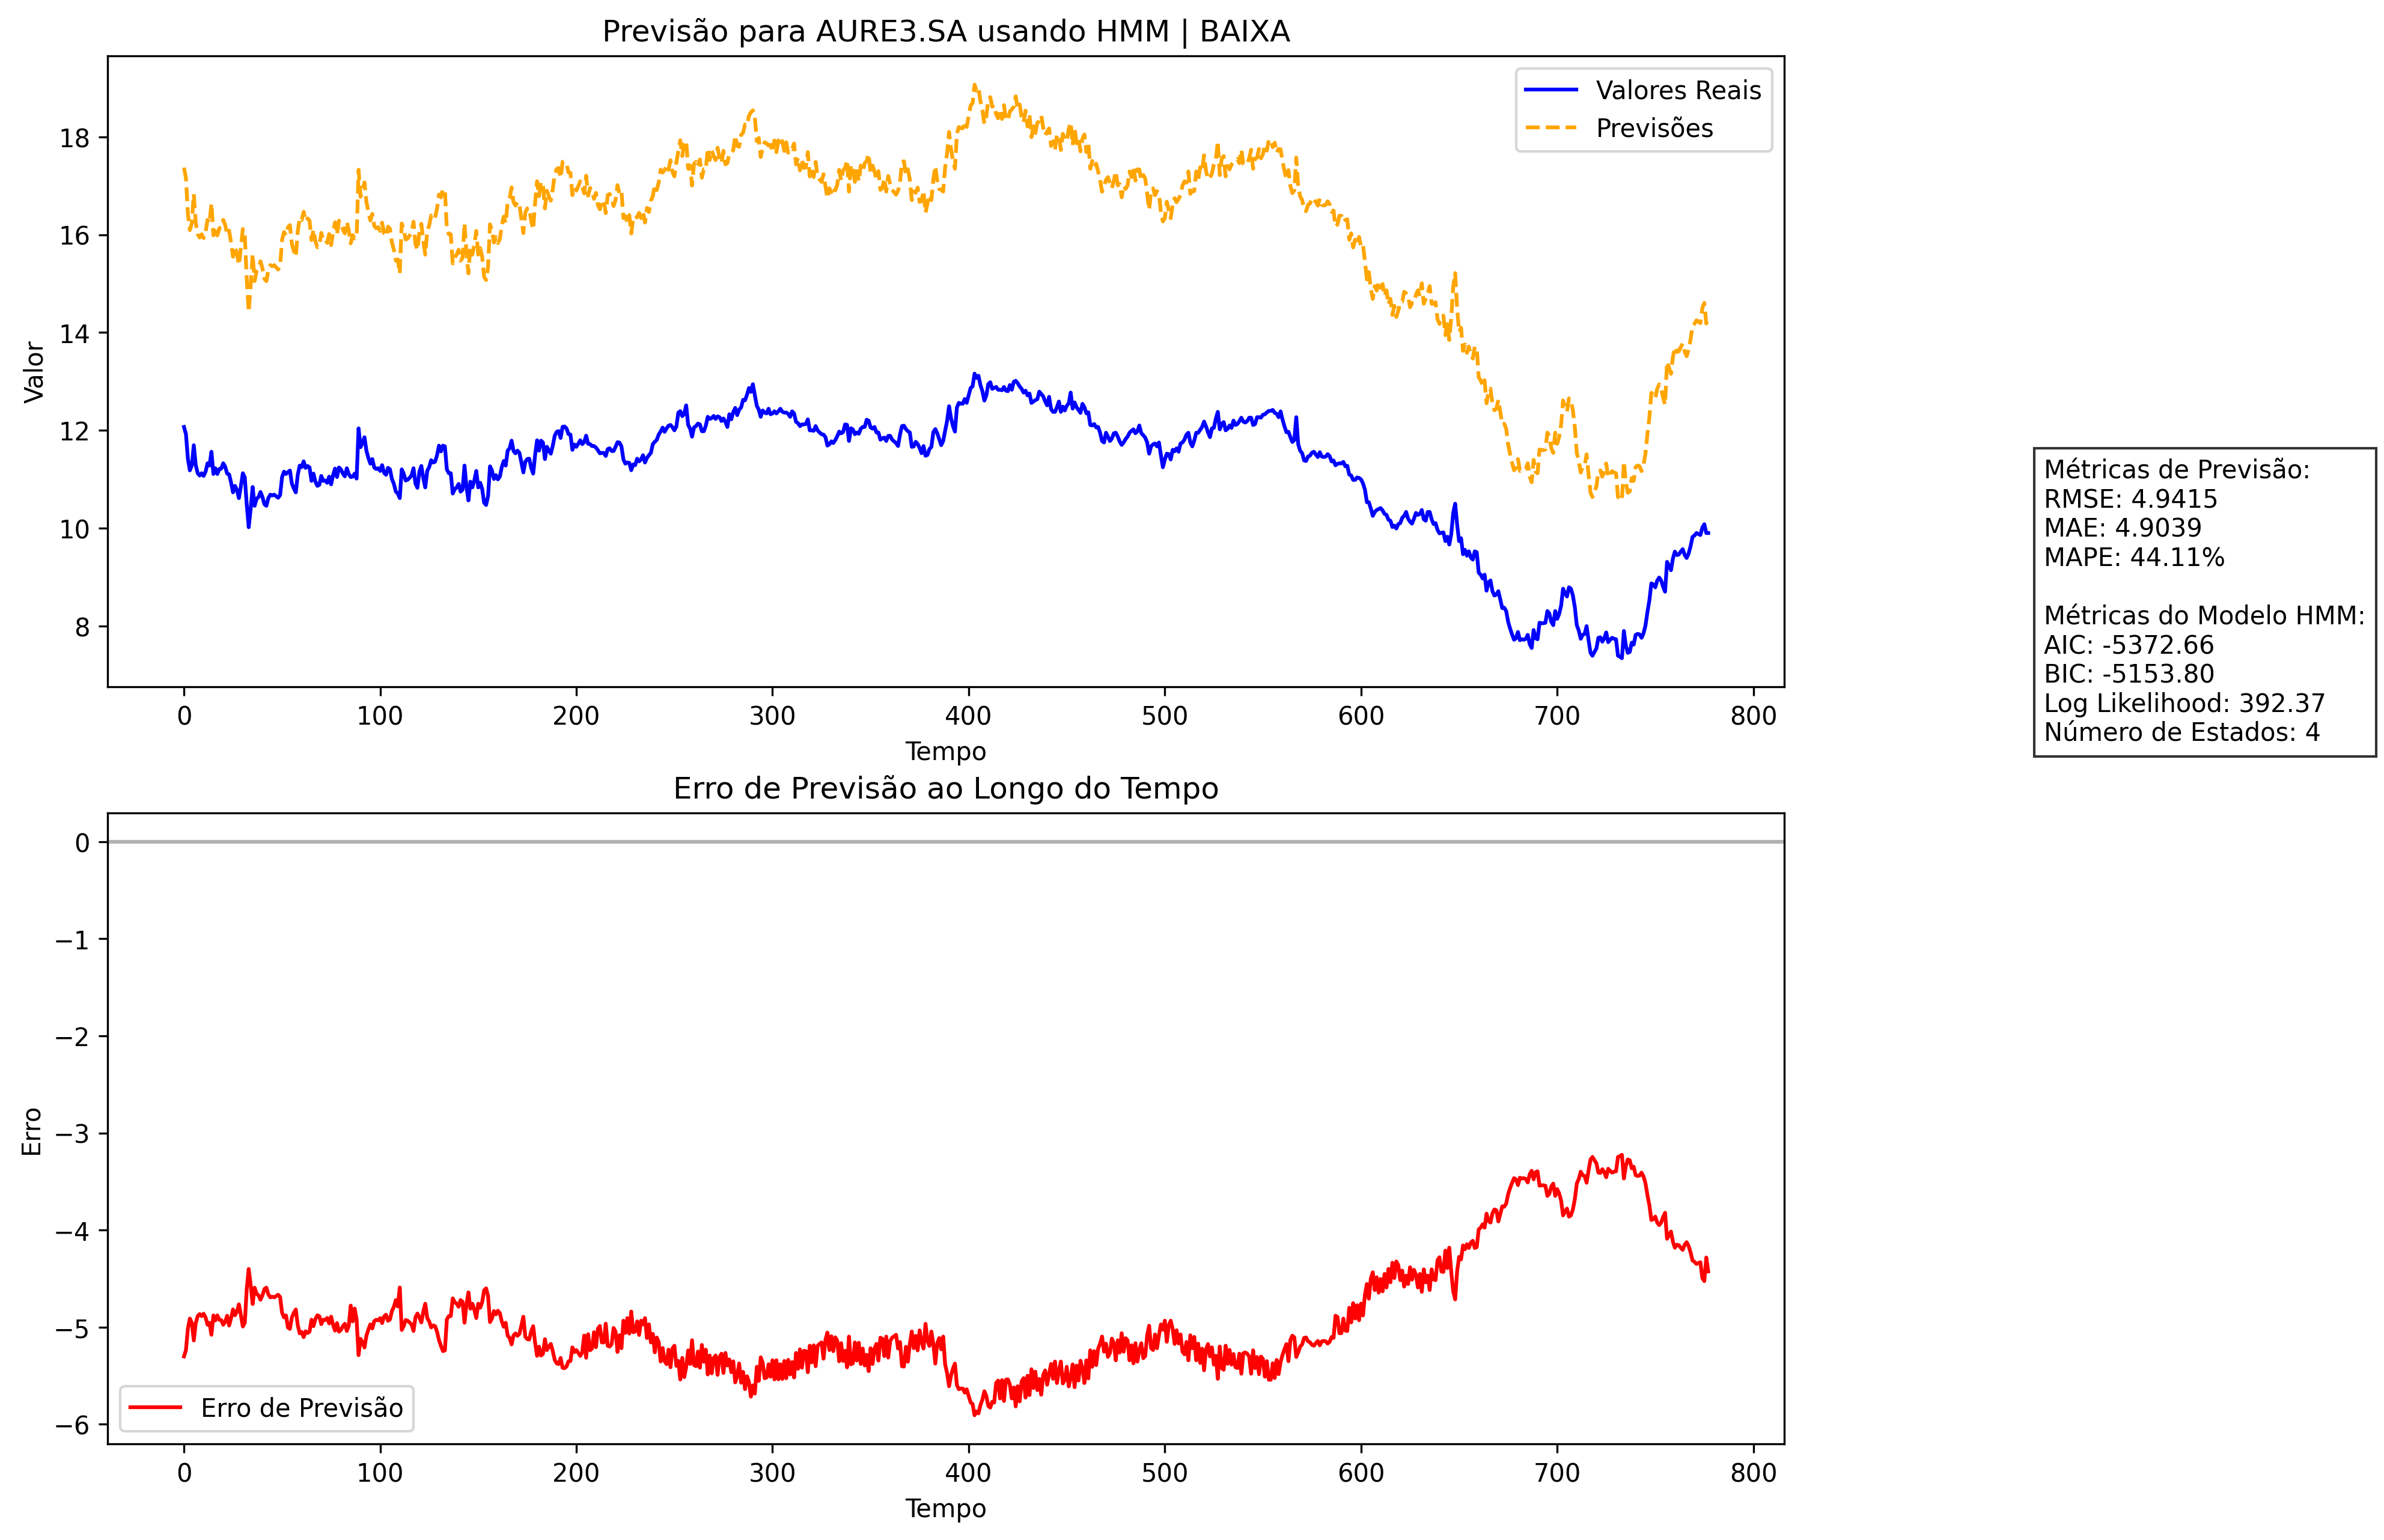 Previsão para AURE3.SA usando HMM | BAIXA
Valores Reais
Previsões
Valor
18
16
14
12
10
8
0 100 200 300 400 500 600 700 800
Tempo
Métricas de Previsão:
RMSE: 4.9415
MAE: 4.9039
MAPE: 44.11%
Métricas do Modelo HMM:
AIC: -5372.66
BIC: -5153.80
Log Likelihood: 392.37
Número de Estados: 4
Erro de Previsão ao Longo do Tempo
Erro
0
−1
−2
−3
−4
−5
−6
Erro de Previsão
0 100 200 300 400 500 600 700 800
Tempo